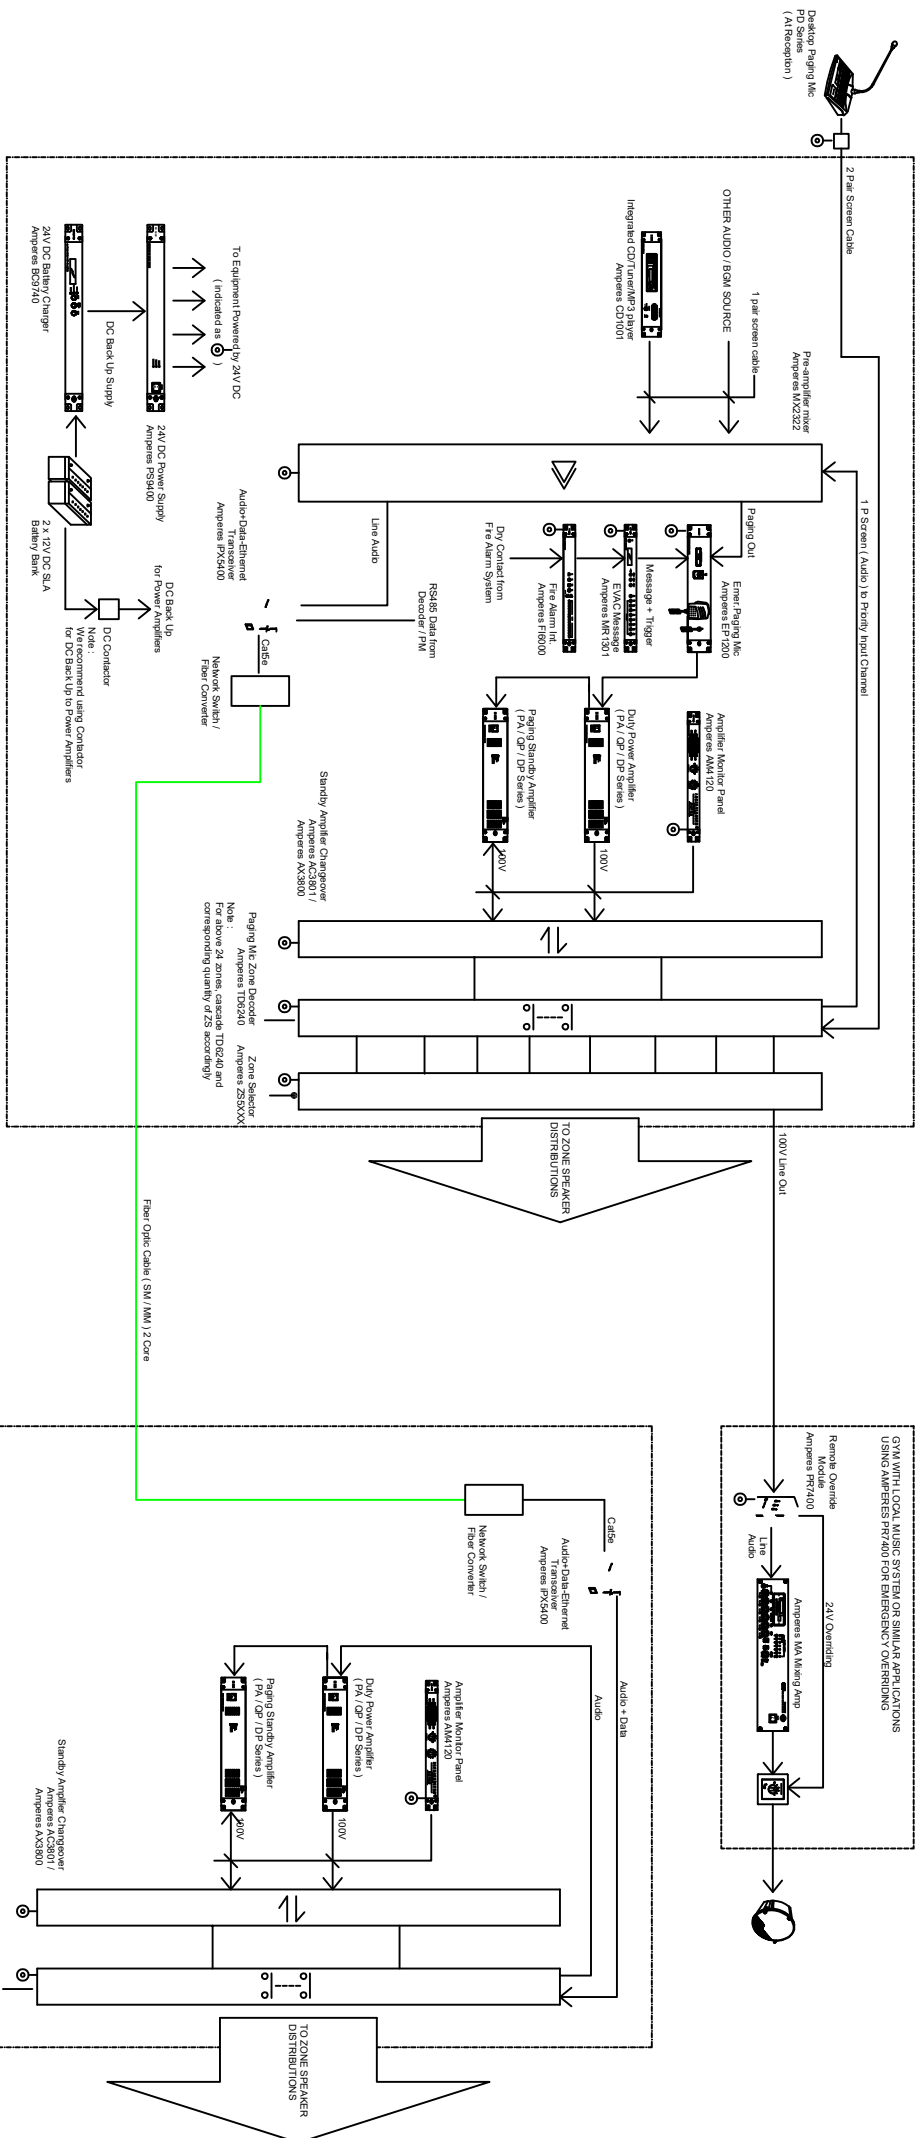 Desktop Paging Mic
PD Series
( At Reception )
2 Pair Screen Cable
OTHER AUDIO / BGM SOURCE
1 pair screen cable
Integrated CD/Tuner/MP3 player
Amperes CD1001
Pre-amplifier mixer
Amperes MX2322
1 P Screen ( Audio ) to Priority Input Channel
Paging Out
Emer.Paging Mic
Amperes EP1200
Message + Trigger
EVAC Message
Amperes MR1301
Fire Alarm Int.
Amperes FI6000
Dry Contact from
Fire Alarm System
Line Audio
RS485 Data from
Decoder / PM
Audio+Data-Ethernet
Transceiver
Amperes iPX5400
Cat5e
Network Switch /
Fiber Converter
To Equipment Powered by 24V DC
( indicated as
)
24V DC Power Supply
Amperes PS9400
DC Back Up Supply
24V DC Battery Charger
Amperes BC9740
2 x 12V DC SLA
Battery Bank
DC Back Up
for Power Amplifiers
DC Contactor
Note :
We recommend using Contactor
for DC Back Up to Power Amplifiers
Amplifier Monitor Panel
Amperes AM4120
Duty Power Amplifier
( PA / QP / DP Series )
100V
Paging Standby Amplifier
( PA / QP / DP Series )
100V
Standby Amplifier Changeover
Amperes AC3801 /
Amperes AX3800
Paging Mic Zone Decoder
Amperes TD6240
Note :
For above 24 zones, cascade TD6240 and
corresponding quantity of ZS accordingly
Zone Selector
Amperes ZS5XXX
TO ZONE SPEAKER
DISTRIBUTIONS
100V Line Out
Fiber Optic Cable ( SM / MM ) 2 Core
GYM WITH LOCAL MUSIC SYSTEM OR SIMILAR APPLICATIONS
USING AMPERES PR7400 FOR EMERGENCY OVERRIDING
Remote Override
Module
Amperes PR7400
24V Overriding
Line
Audio
Amperes MA Mixing Amp
Network Switch /
Fiber Converter
Cat5e
Audio+Data-Ethernet
Transceiver
Amperes iPX5400
Audio + Data
Audio
Amplifier Monitor Panel
Amperes AM4120
Duty Power Amplifier
( PA / QP / DP Series )
100V
Paging Standby Amplifier
( PA / QP / DP Series )
100V
Standby Amplifier Changeover
Amperes AC3801 /
Amperes AX3800
TO ZONE SPEAKER
DISTRIBUTIONS